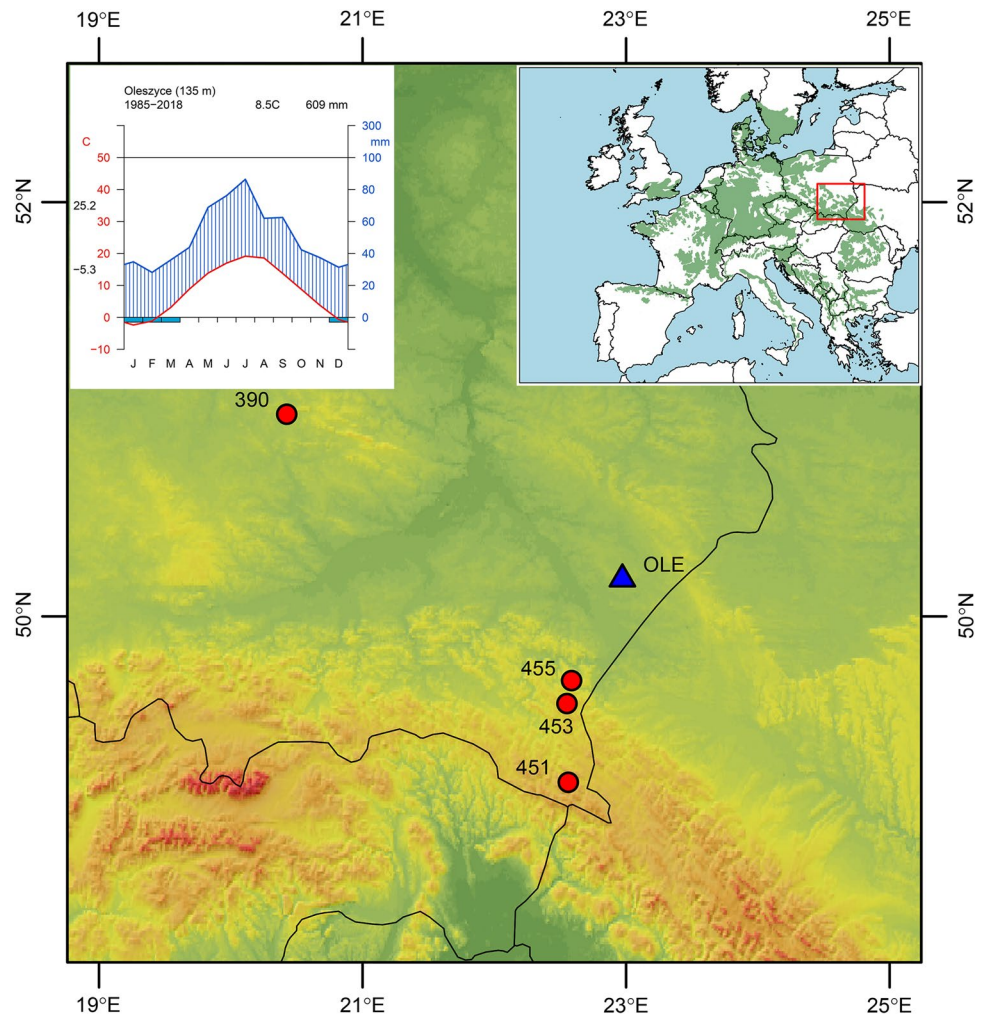 19°E 21°E 23°E 25°E
Oleszyce (135 m)
1985−2018 8.5C 609 mm
300
C mm
50 100
40 80
25.2
30 60
20 40
−5.3
10 20
0 0
−10
J F M A M J J A S O N D
52°N 52°N
390
OLE
50°N 50°N
455
453
451
19°E 21°E 23°E 25°E